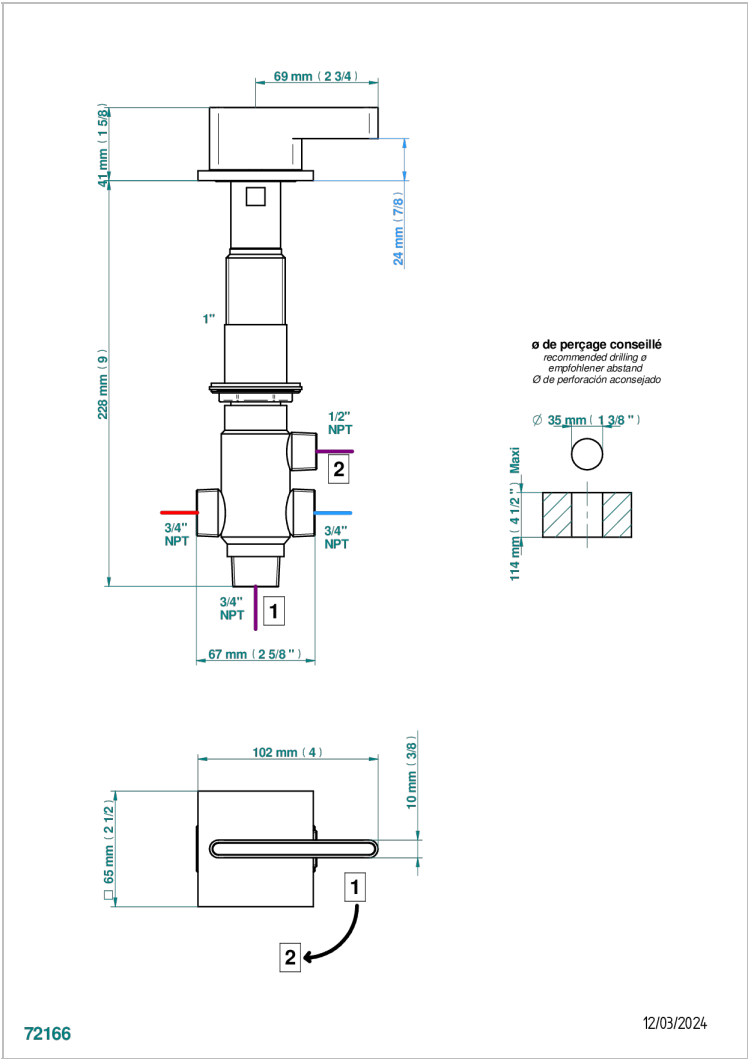 69 mm ( 2 3/4 )
41 mm ( 1 5/8 )
24 mm ( 7/8 )
1"
228 mm ( 9 )
ø de perçage conseillé
recommended drilling ø
empfohlener abstand
Ø de perforación aconsejado
Ø 35 mm ( 1 3/8 " )
114 mm ( 4 1/2 " ) Maxi
1/2"
NPT
2
3/4"
NPT
3/4"
NPT
3/4"
NPT
1
67 mm ( 2 5/8 " )
102 mm ( 4 )
10 mm ( 3/8 )
□ 65 mm ( 2 1/2 )
1
2
72166
12/03/2024